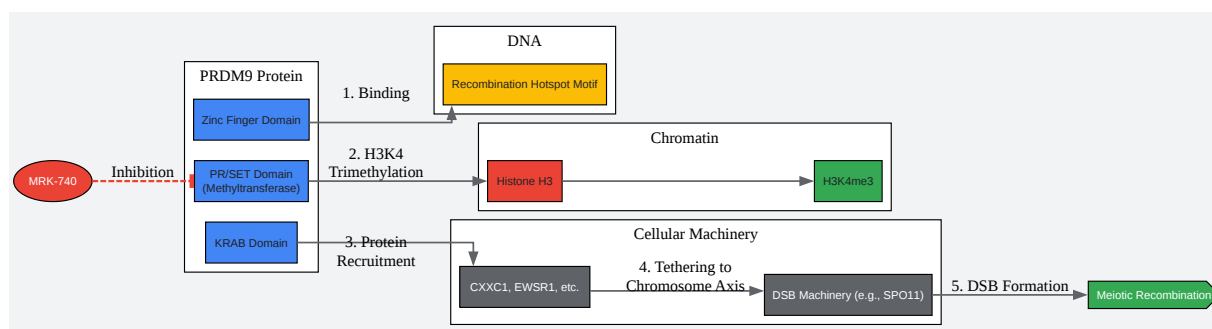 DNA
Recombination Hotspot Motif
PRDM9 Protein
Zinc Finger Domain
1. Binding
Chromatin
MRK-740
Inhibition
PR/SET Domain
(Methyltransferase)
2. H3K4
Trimethylation
Histone H3
H3K4me3
KRAB Domain
3. Protein
Recruitment
Cellular Machinery
CXXC1, EWSR1, etc.
4. Tethering to
Chromosome Axis
DSB Machinery (e.g., SPO11)
5. DSB Formation
Meiotic Recombination